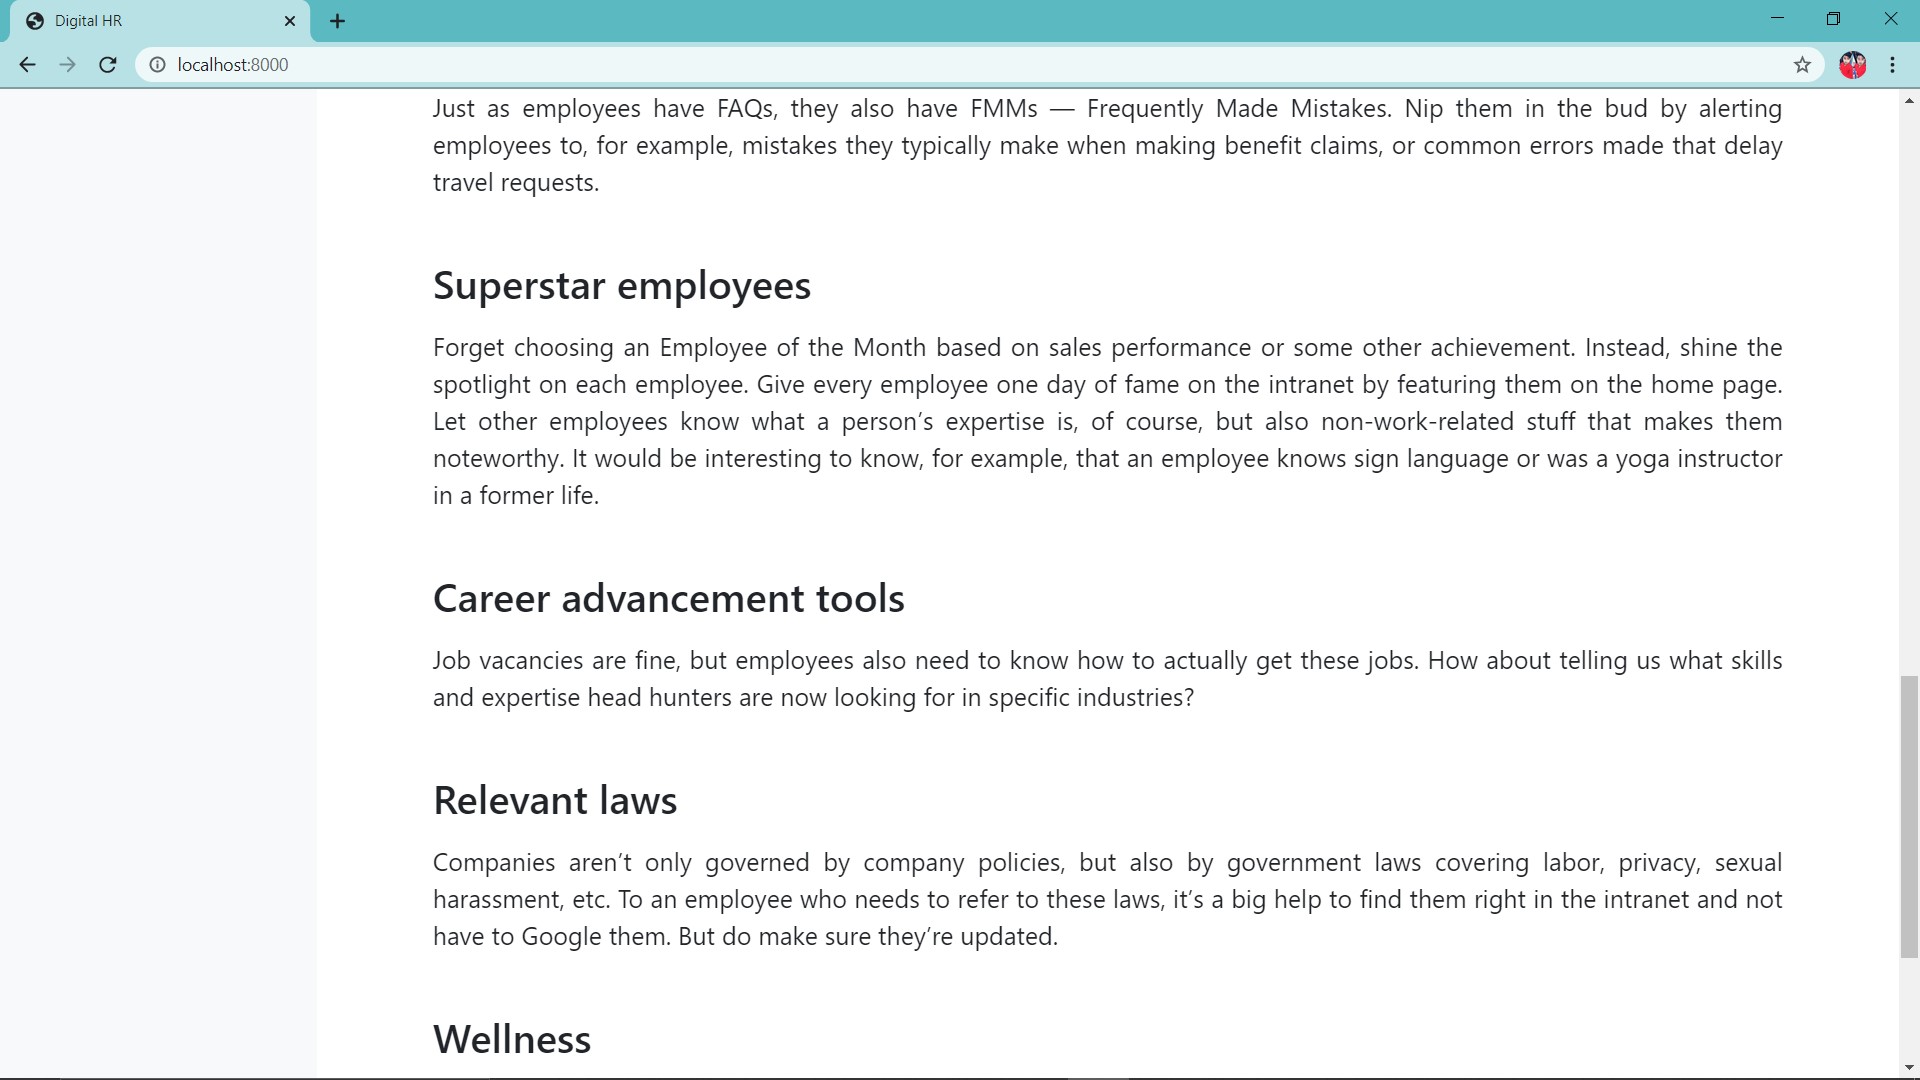 Digital HR
localhost:8000
Just as employees have FAQs, they also have FMMs — Frequently Made Mistakes. Nip them in the bud by alerting
employees to, for example, mistakes they typically make when making benefit claims, or common errors made that delay
travel requests.
Superstar employees
Forget choosing an Employee of the Month based on sales performance or some other achievement. Instead, shine the
spotlight on each employee. Give every employee one day of fame on the intranet by featuring them on the home page.
Let other employees know what a person’s expertise is, of course, but also non-work-related stuff that makes them
noteworthy. It would be interesting to know, for example, that an employee knows sign language or was a yoga instructor
in a former life.
Career advancement tools
Job vacancies are fine, but employees also need to know how to actually get these jobs. How about telling us what skills
and expertise head hunters are now looking for in specific industries?
Relevant laws
Companies aren’t only governed by company policies, but also by government laws covering labor, privacy, sexual
harassment, etc. To an employee who needs to refer to these laws, it’s a big help to find them right in the intranet and not
have to Google them. But do make sure they’re updated.
Wellness